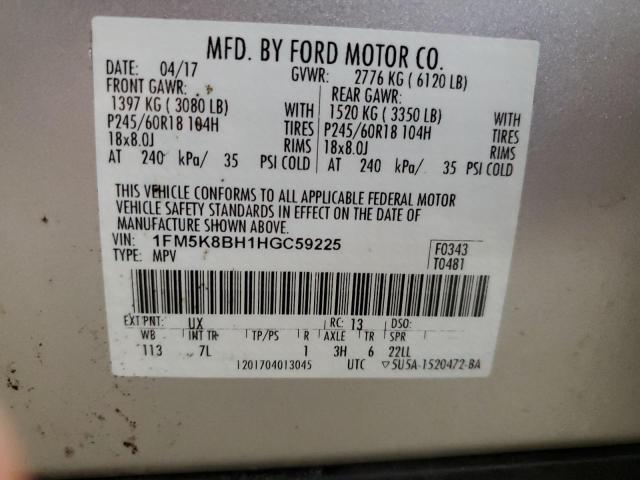 MFD. BY FORD MOTOR CO.
DATE: 04/17 GVWR: 2776 KG ( 6120 LB)
FRONT GAWR: REAR GAWR:
1397 KG ( 3080 LB) WITH 1520 KG ( 3350 LB) WITH
P245/60R18 104H TIRES P245/60R18 104H TIRES
18x8.0J RIMS 18x8.0J RIMS
AT 240 kPa/ 35 PSI COLD AT 240 kPa/ 35 PSI COLD
THIS VEHICLE CONFORMS TO ALL APPLICABLE FEDERAL MOTOR
VEHICLE SAFETY STANDARDS IN EFFECT ON THE DATE OF
MANUFACTURE SHOWN ABOVE.
VIN: 1FM5K8BH1HGC59225 F0343
TYPE: MPV T0481
EXT PNT: UX RC: 13 DSO:
WB INT TR TP/PS R AXLE TR SPR
113 7L 1 3H 6 22LL
1201704013045 UTC ▽5U5A-1520472-BA